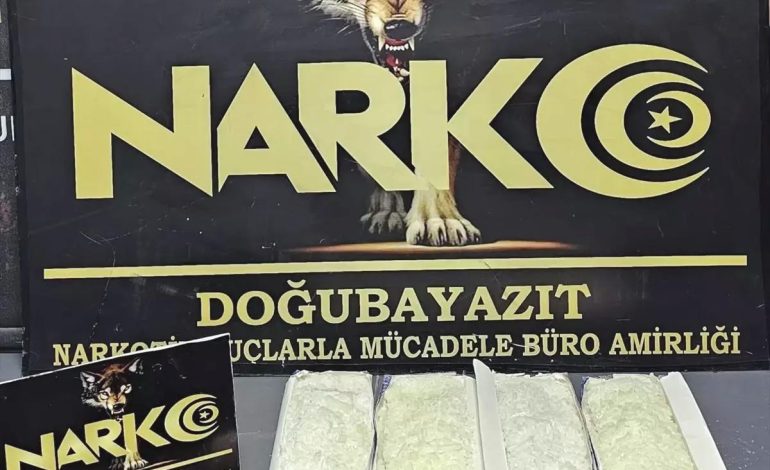 NARKO
DOĞUBAYAZIT
MÜCADELE BÜRO AMİRLİĞİ
NARKO